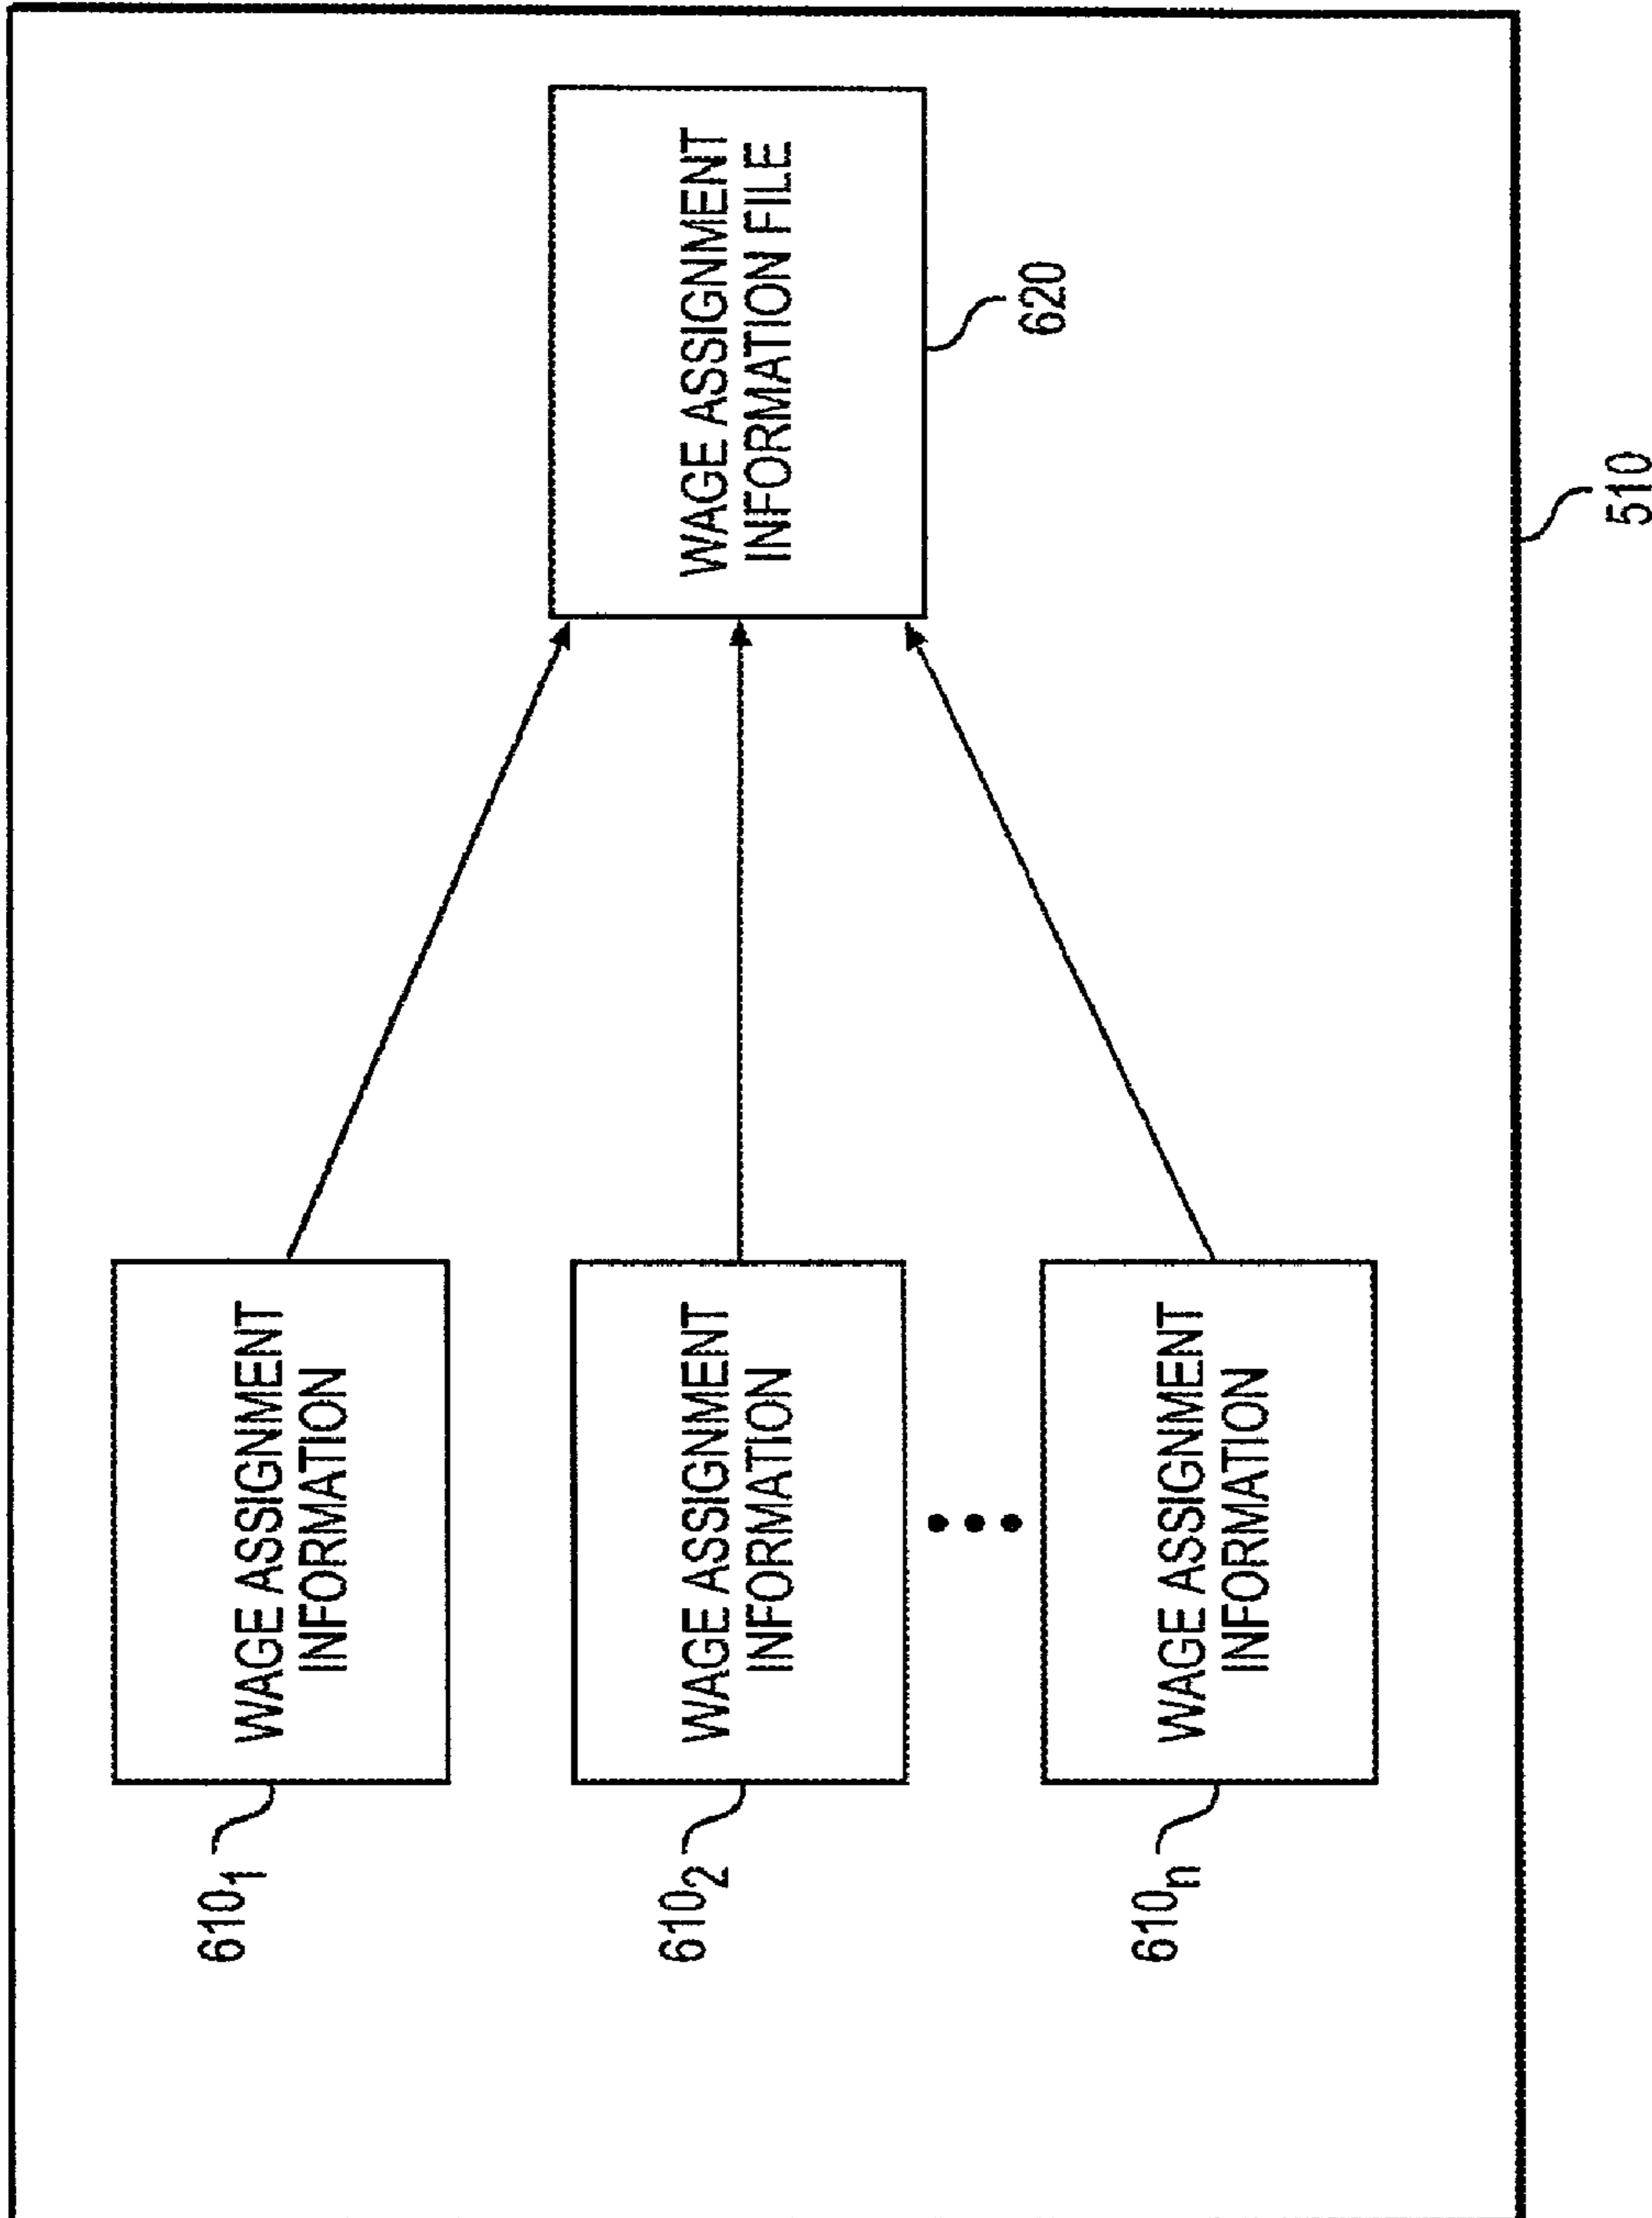 610₁
WAGE ASSIGNMENT
INFORMATION
610₂
WAGE ASSIGNMENT
INFORMATION
610ₙ
WAGE ASSIGNMENT
INFORMATION
WAGE ASSIGNMENT
INFORMATION FILE
620
510